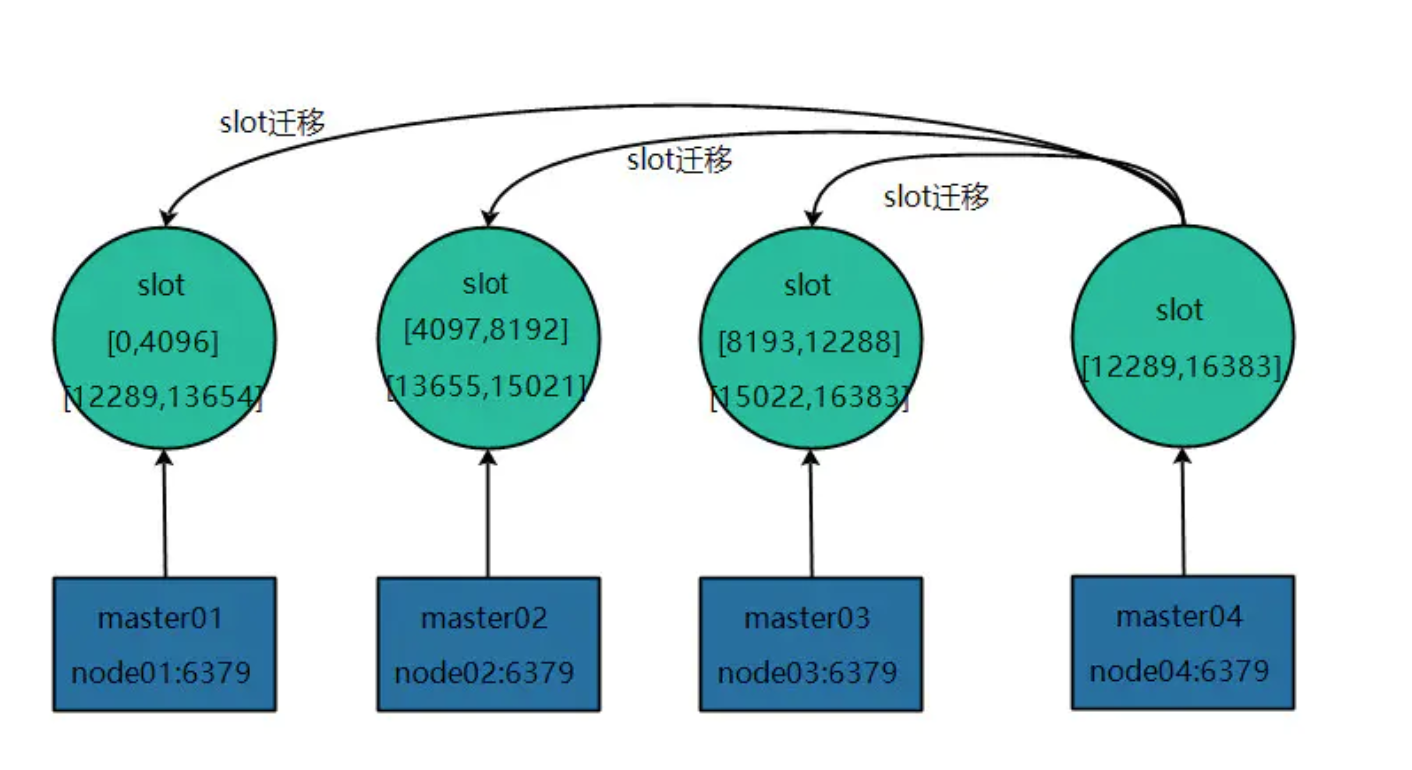 slot迁移
slot迁移
slot迁移
slot
[0,4096]
[12289,13654]
slot
[4097,8192]
[13655,15021]
slot
[8193,12288]
[15022,16383]
slot
[12289,16383]
master01
node01:6379
master02
node02:6379
master03
node03:6379
master04
node04:6379